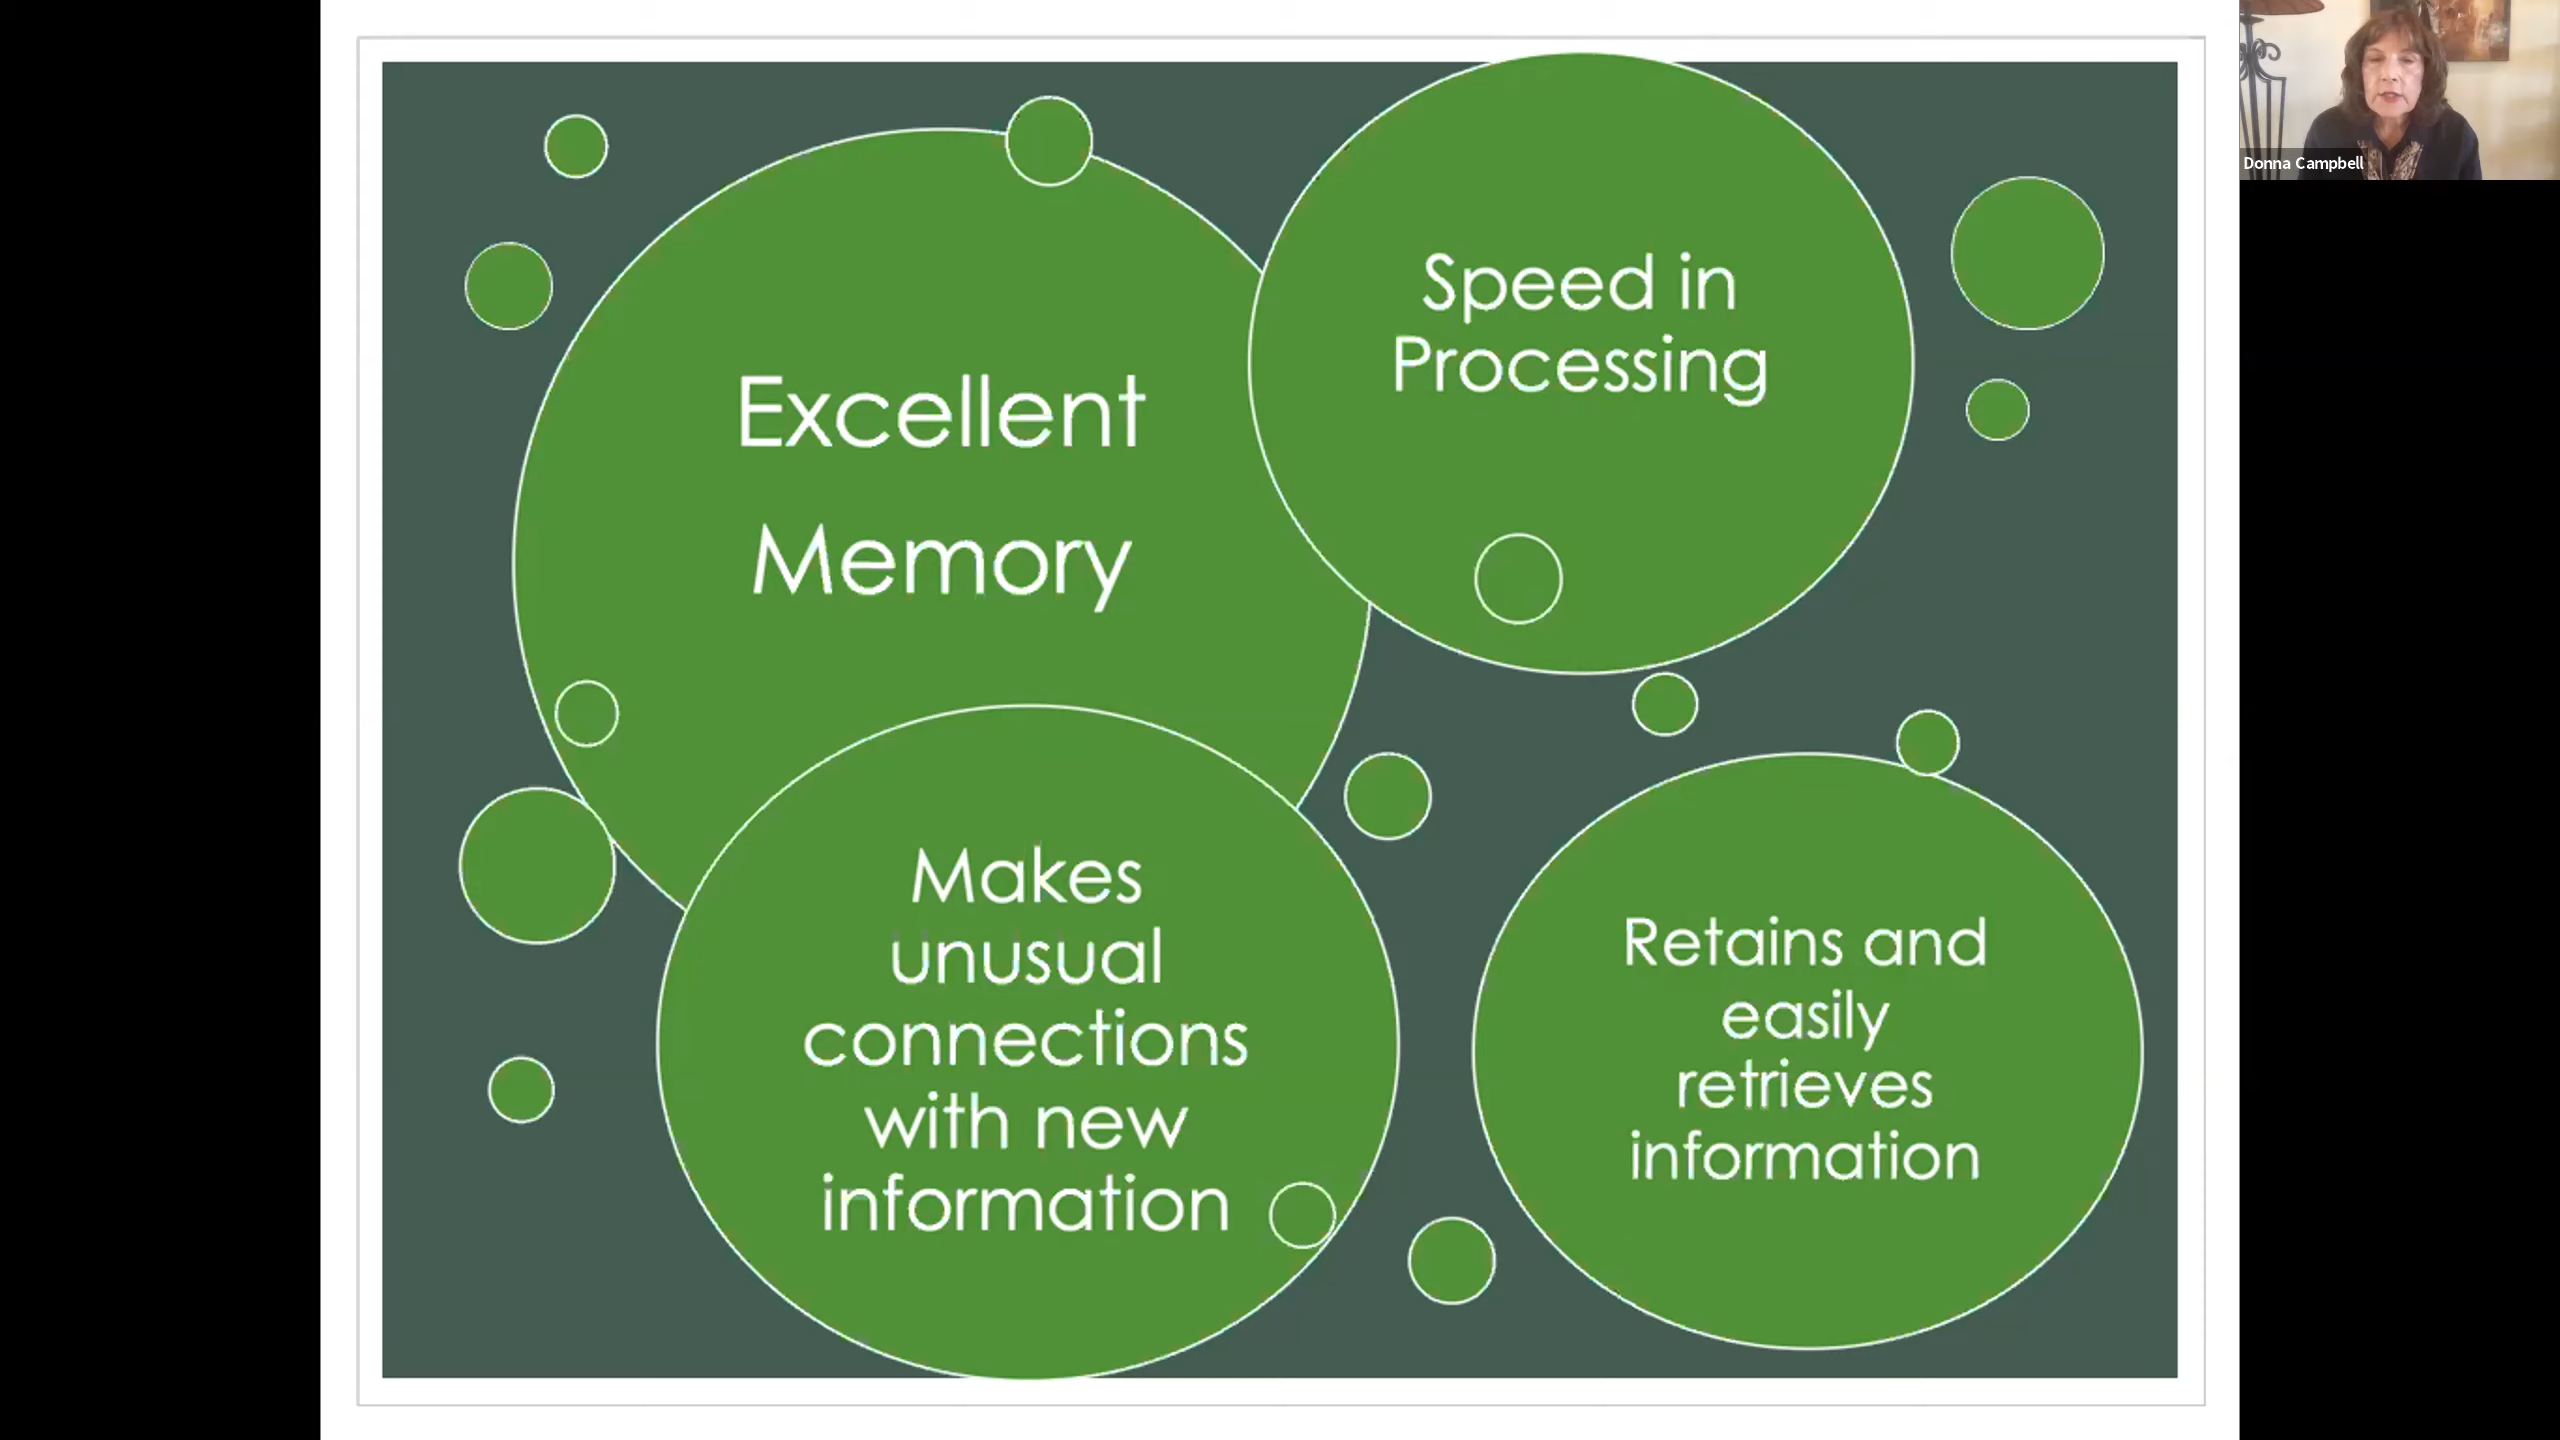 Excellent
Memory
Speed in
Processing
Makes
unusual
connections
with new
information
Retains and
easily
retrieves
information
Donna Campbell